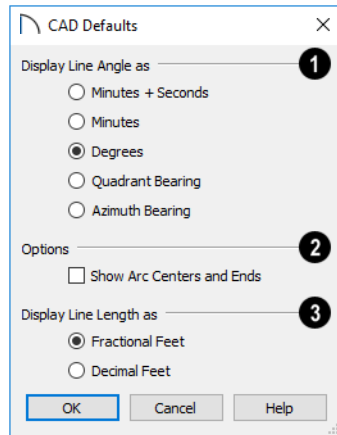 CAD Defaults
Display Line Angle as 1
Minutes + Seconds
Minutes
Degrees
Quadrant Bearing
Azimuth Bearing
Options 2
Show Arc Centers and Ends
Display Line Length as 3
Fractional Feet
Decimal Feet
OK Cancel Help